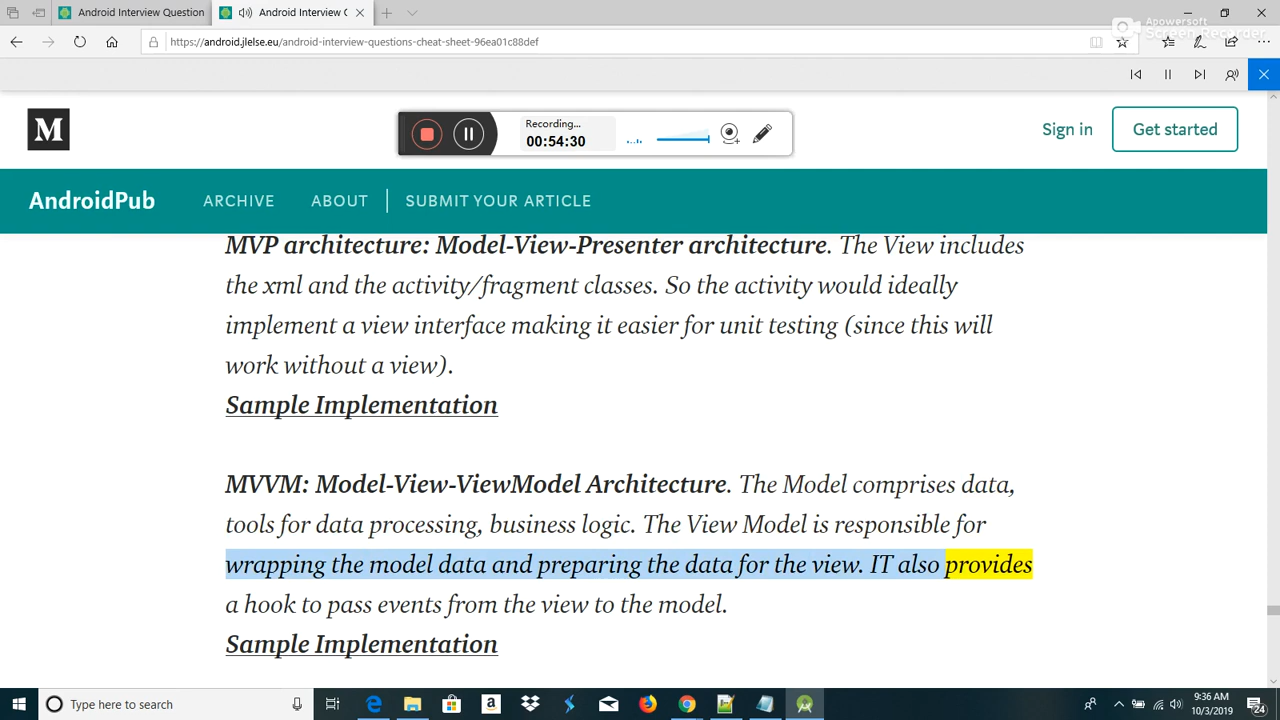 Android Interview Question
Android Interview C
Apowersoft
Screen Recorder
https://android.jlelse.eu/android-interview-questions-cheat-sheet-96ea01c88def
M
Recording...
00:54:30
Sign in
Get started
AndroidPub
ARCHIVE
ABOUT
SUBMIT YOUR ARTICLE
MVP architecture: Model-View-Presenter architecture. The View includes
the xml and the activity/fragment classes. So the activity would ideally
implement a view interface making it easier for unit testing (since this will
work without a view).
Sample Implementation
MVVM: Model-View-ViewModel Architecture. The Model comprises data,
tools for data processing, business logic. The View Model is responsible for
wrapping the model data and preparing the data for the view. IT also provides
a hook to pass events from the view to the model.
Sample Implementation
Type here to search
9:36 AM
10/3/2019
24